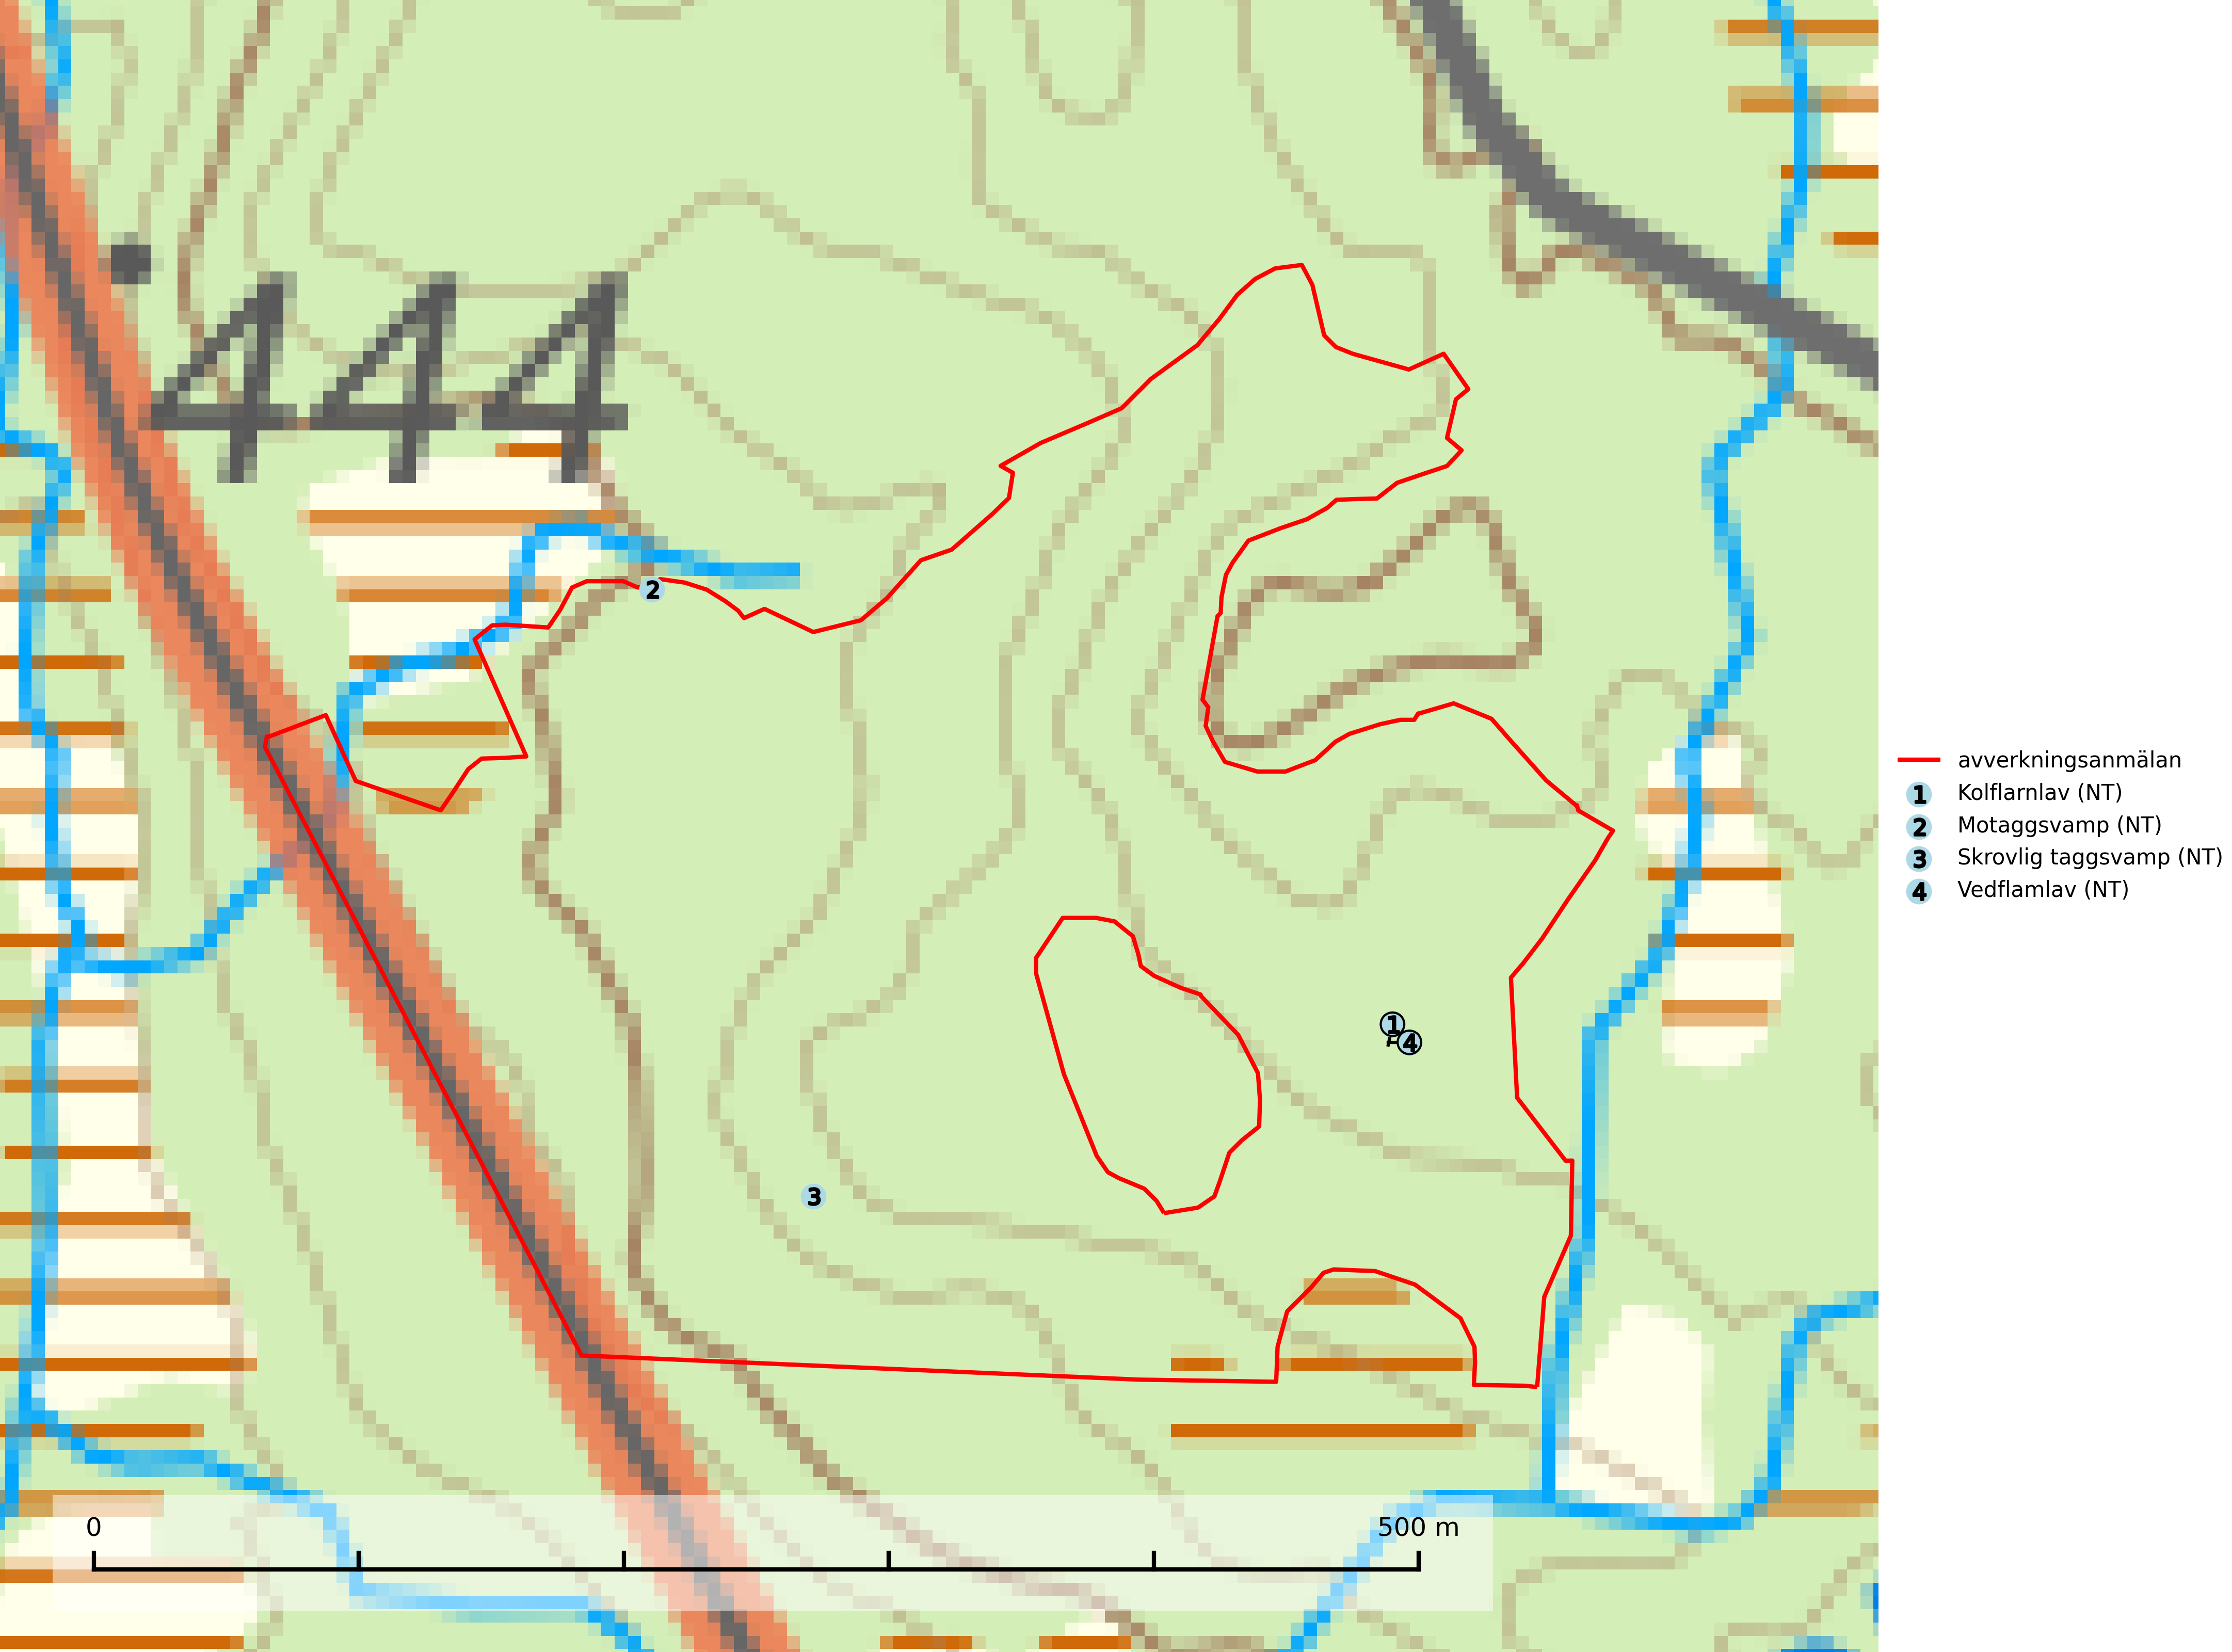 444
2
1
4
3
0
500 m
avverkningsanmälan
1 Kolflarnlav (NT)
2 Motaggsvamp (NT)
3 Skrovlig taggsvamp (NT)
4 Vedflamlav (NT)